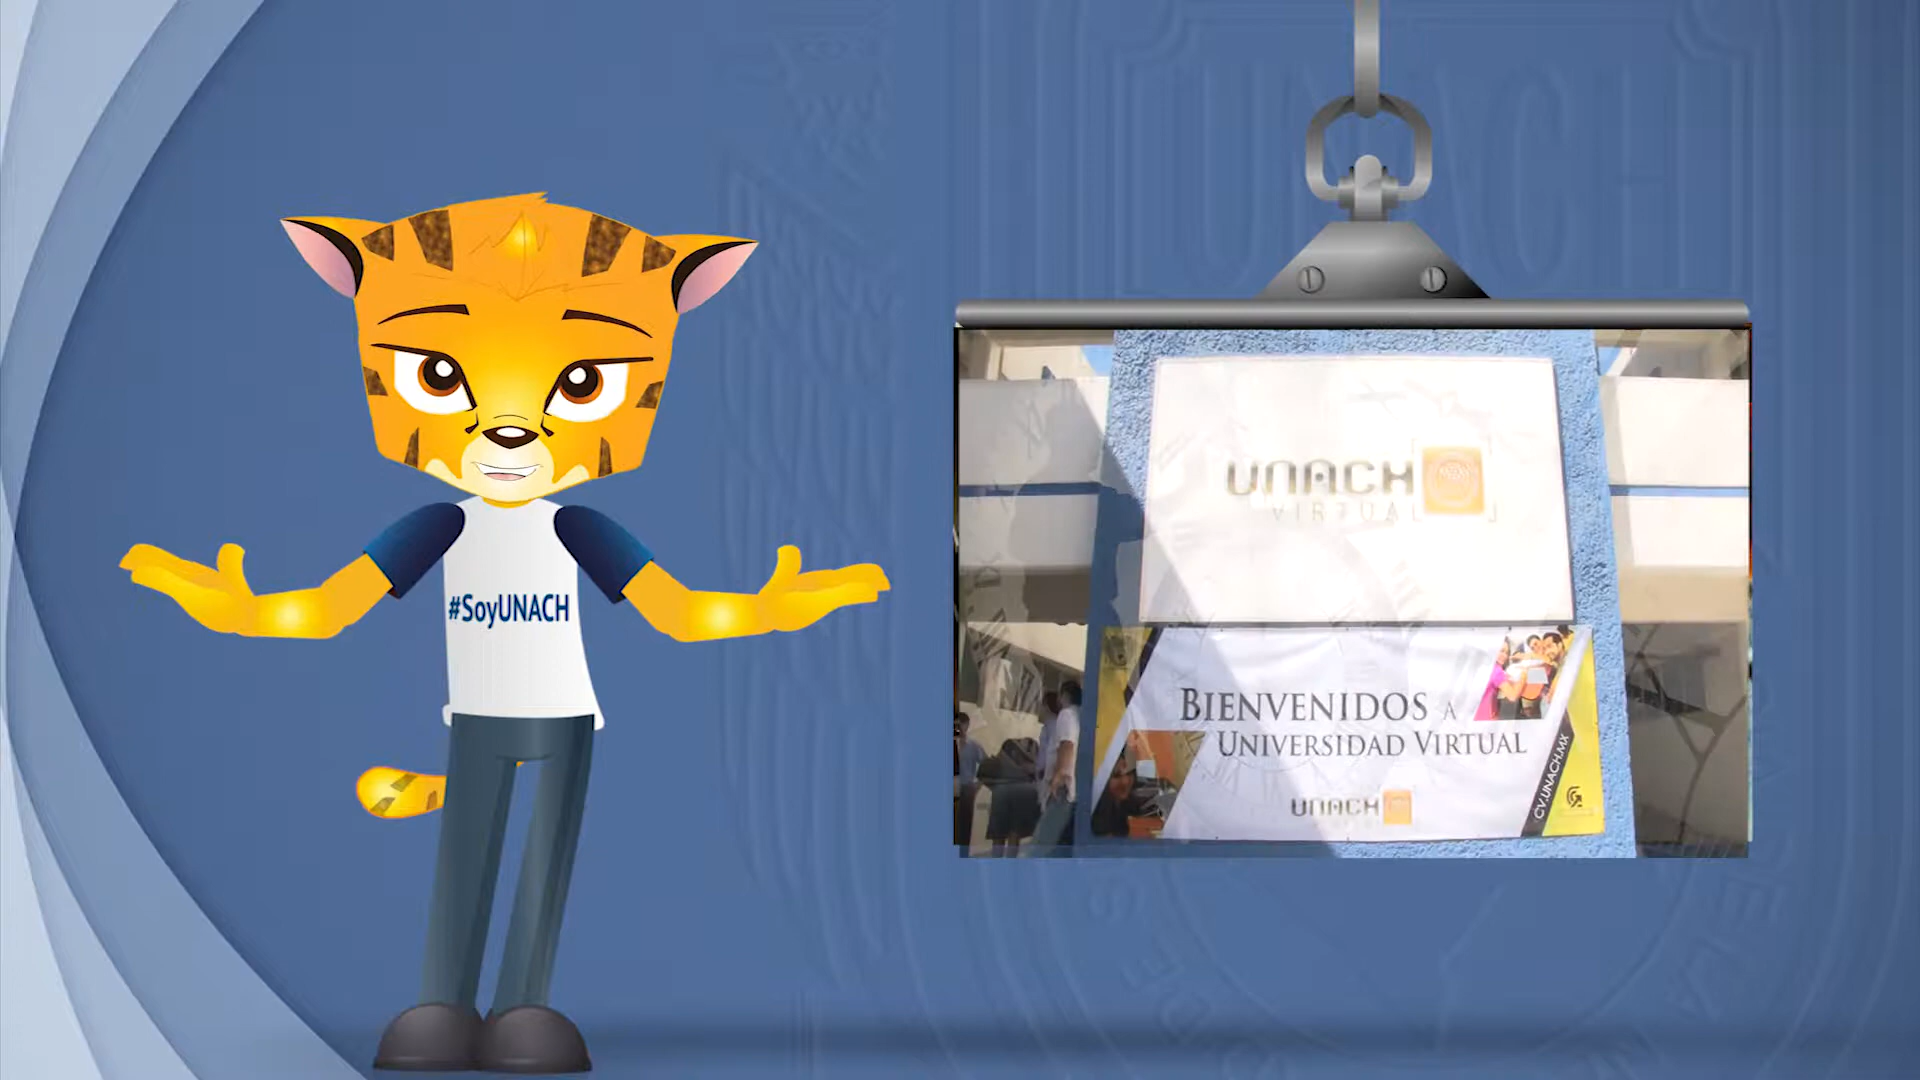 #SoyUNACH
UNACH
VIRTUAL
BIENVENIDOS A
UNIVERSIDAD VIRTUAL
CV.UNACH.MX
UNACH